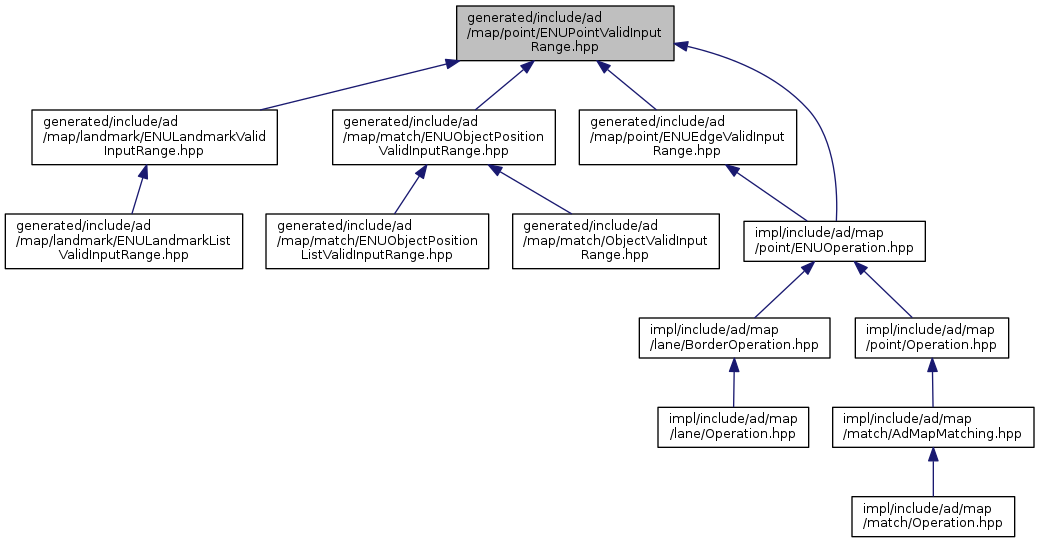 generated/include/ad
/map/point/ENUPointValidInput
Range.hpp
generated/include/ad
/map/landmark/ENULandmarkValid
InputRange.hpp
generated/include/ad
/map/match/ENUObjectPosition
ValidInputRange.hpp
generated/include/ad
/map/point/ENUEdgeValidInput
Range.hpp
generated/include/ad
/map/landmark/ENULandmarkList
ValidInputRange.hpp
generated/include/ad
/map/match/ENUObjectPosition
ListValidInputRange.hpp
generated/include/ad
/map/match/ObjectValidInput
Range.hpp
impl/include/ad/map
/point/ENUOperation.hpp
impl/include/ad/map
/lane/BorderOperation.hpp
impl/include/ad/map
/point/Operation.hpp
impl/include/ad/map
/lane/Operation.hpp
impl/include/ad/map
/match/AdMapMatching.hpp
impl/include/ad/map
/match/Operation.hpp